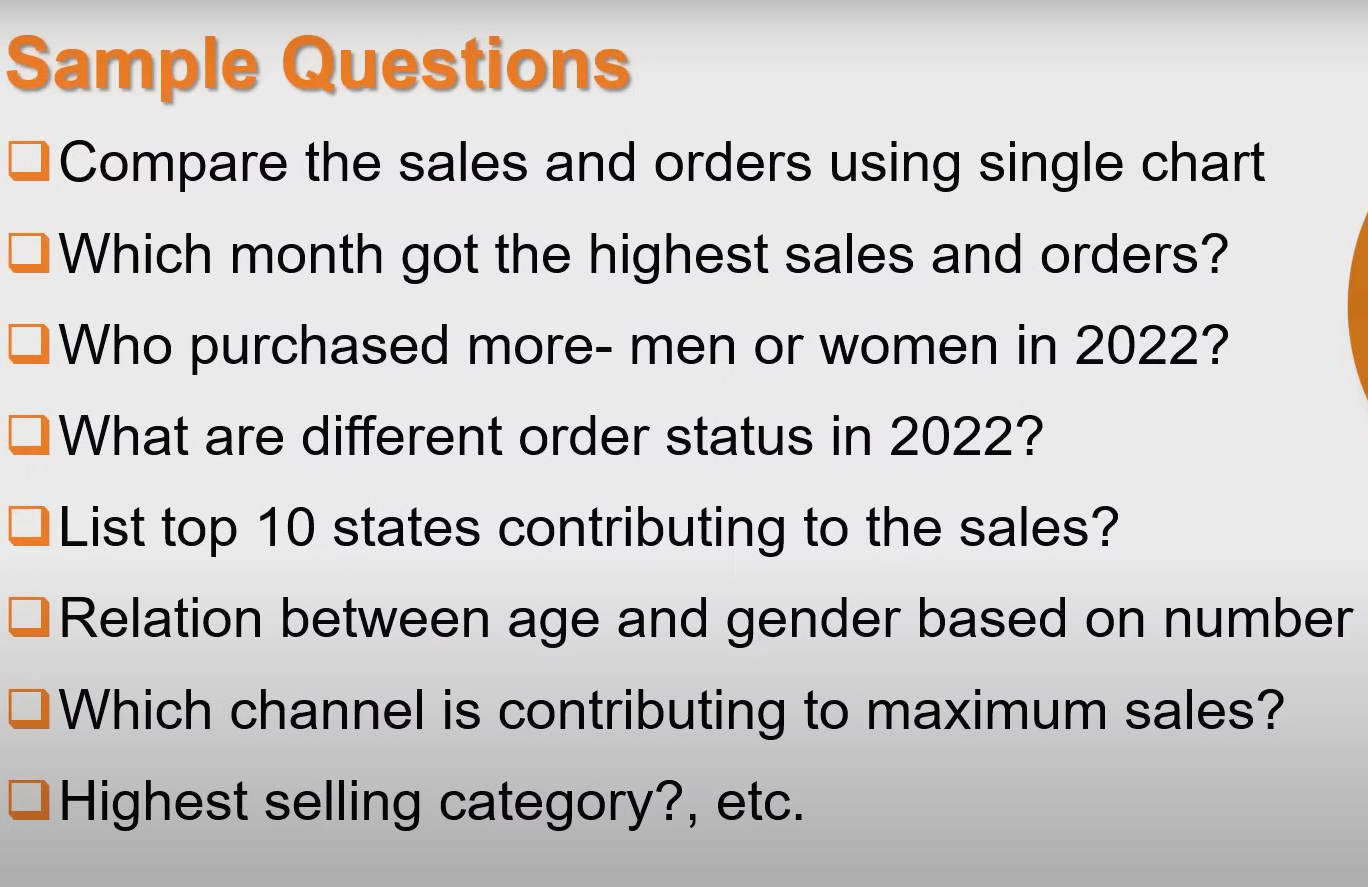 Sample Questions
Compare the sales and orders using single chart
Which month got the highest sales and orders?
Who purchased more- men or women in 2022?
What are different order status in 2022?
List top 10 states contributing to the sales?
Relation between age and gender based on number
Which channel is contributing to maximum sales?
Highest selling category?, etc.